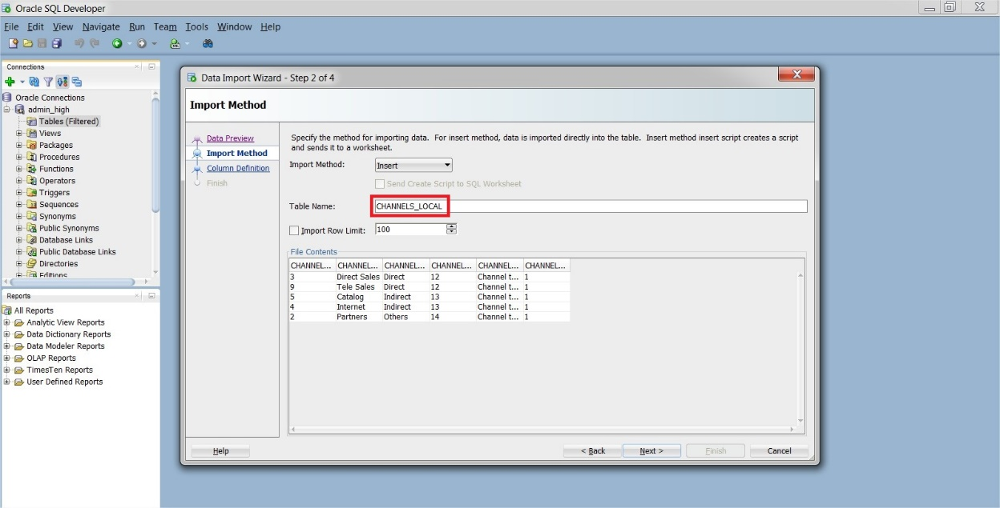 Oracle SQL Developer
File Edit View Navigate Run Team Tools Window Help
Connections
Oracle Connections
admin_high
Tables (Filtered)
Views
Packages
Procedures
Functions
Operators
Triggers
Sequences
Synonyms
Public Synonyms
Database Links
Public Database Links
Directories
Editions
Reports
All Reports
Analytic View Reports
Data Dictionary Reports
Data Modeler Reports
OLAP Reports
TimesTen Reports
User Defined Reports
Data Import Wizard - Step 2 of 4
Import Method
Data Preview
Import Method
Column Definition
Finish
Specify the method for importing data. For insert method, data is imported directly into the table. Insert method insert script creates a script
and sends it to a worksheet.
Import Method: Insert
Send Create Script to SQL Worksheet
Table Name: CHANNELS_LOCAL
Import Row Limit: 100
File Contents
CHANNEL... CHANNEL... CHANNEL... CHANNEL... CHANNEL... CHANNEL...
3 Direct Sales Direct 12 Channel t... 1
9 Tele Sales Direct 12 Channel t... 1
5 Catalog Indirect 13 Channel t... 1
4 Internet Indirect 13 Channel t... 1
2 Partners Others 14 Channel t... 1
Help < Back Next > Finish Cancel